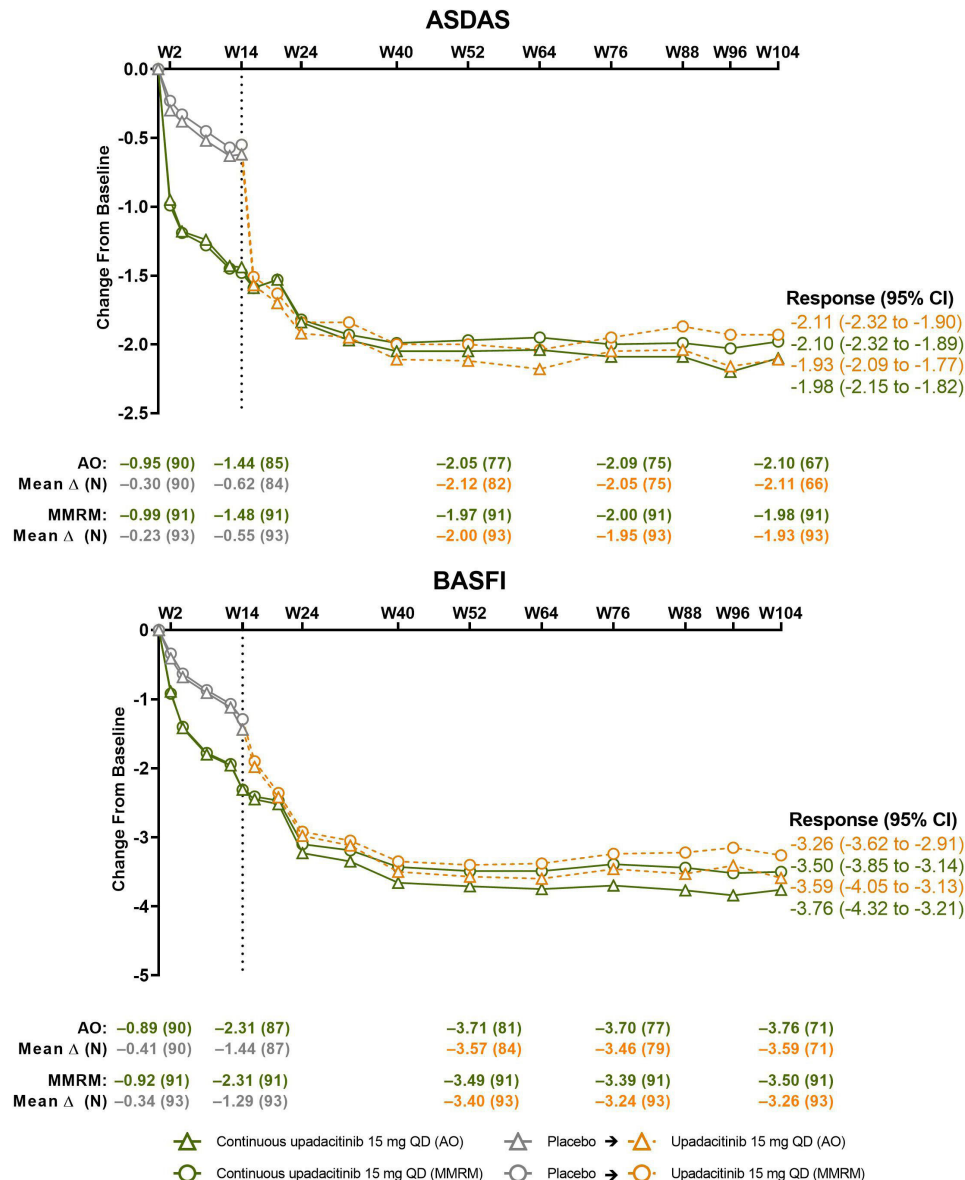 ASDAS
W2 W14 W24 W40 W52 W64 W76 W88 W96 W104
0.0
-0.5
-1.0
-1.5
-2.0
-2.5
Change From Baseline
Response (95% CI)
-2.11 (-2.32 to -1.90)
-2.10 (-2.32 to -1.89)
-1.93 (-2.09 to -1.77)
-1.98 (-2.15 to -1.82)
AO: –0.95 (90) –1.44 (85) –2.05 (77) –2.09 (75) –2.10 (67)
Mean Δ (N) –0.30 (90) –0.62 (84) –2.12 (82) –2.05 (75) –2.11 (66)
MMRM: –0.99 (91) –1.48 (91) –1.97 (91) –2.00 (91) –1.98 (91)
Mean Δ (N) –0.23 (93) –0.55 (93) –2.00 (93) –1.95 (93) –1.93 (93)
BASFI
W2 W14 W24 W40 W52 W64 W76 W88 W96 W104
0
-1
-2
-3
-4
-5
Change From Baseline
Response (95% CI)
-3.26 (-3.62 to -2.91)
-3.50 (-3.85 to -3.14)
-3.59 (-4.05 to -3.13)
-3.76 (-4.32 to -3.21)
AO: –0.89 (90) –2.31 (87) –3.71 (81) –3.70 (77) –3.76 (71)
Mean Δ (N) –0.41 (90) –1.44 (87) –3.57 (84) –3.46 (79) –3.59 (71)
MMRM: –0.92 (91) –2.31 (91) –3.49 (91) –3.39 (91) –3.50 (91)
Mean Δ (N) –0.34 (93) –1.29 (93) –3.40 (93) –3.24 (93) –3.26 (93)
Continuous upadacitinib 15 mg QD (AO) Placebo → Upadacitinib 15 mg QD (AO)
Continuous upadacitinib 15 mg QD (MMRM) Placebo → Upadacitinib 15 mg QD (MMRM)